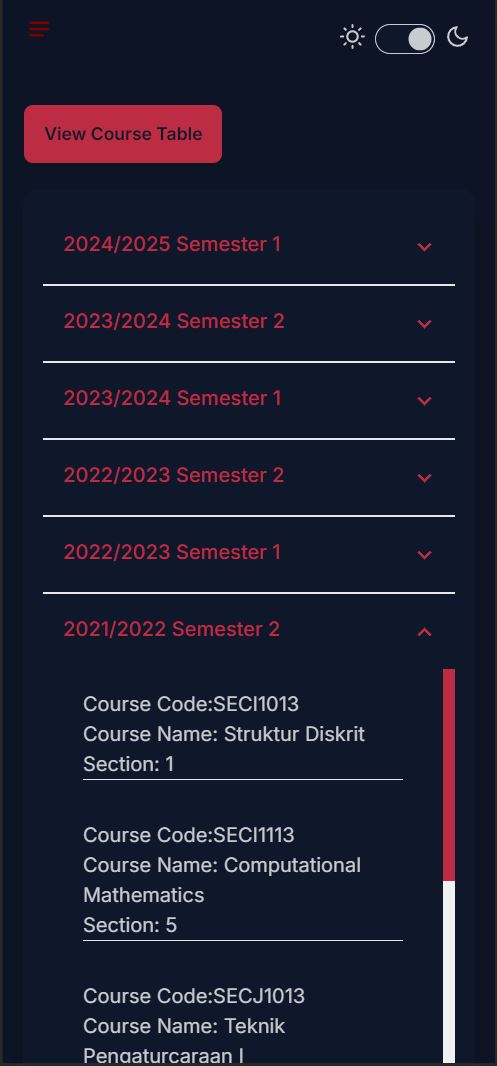 View Course Table
2024/2025 Semester 1
2023/2024 Semester 2
2023/2024 Semester 1
2022/2023 Semester 2
2022/2023 Semester 1
2021/2022 Semester 2
Course Code:SECI1013
Course Name: Struktur Diskrit
Section: 1
Course Code:SECI1113
Course Name: Computational
Mathematics
Section: 5
Course Code:SECJ1013
Course Name: Teknik
Pengaturcaraan I